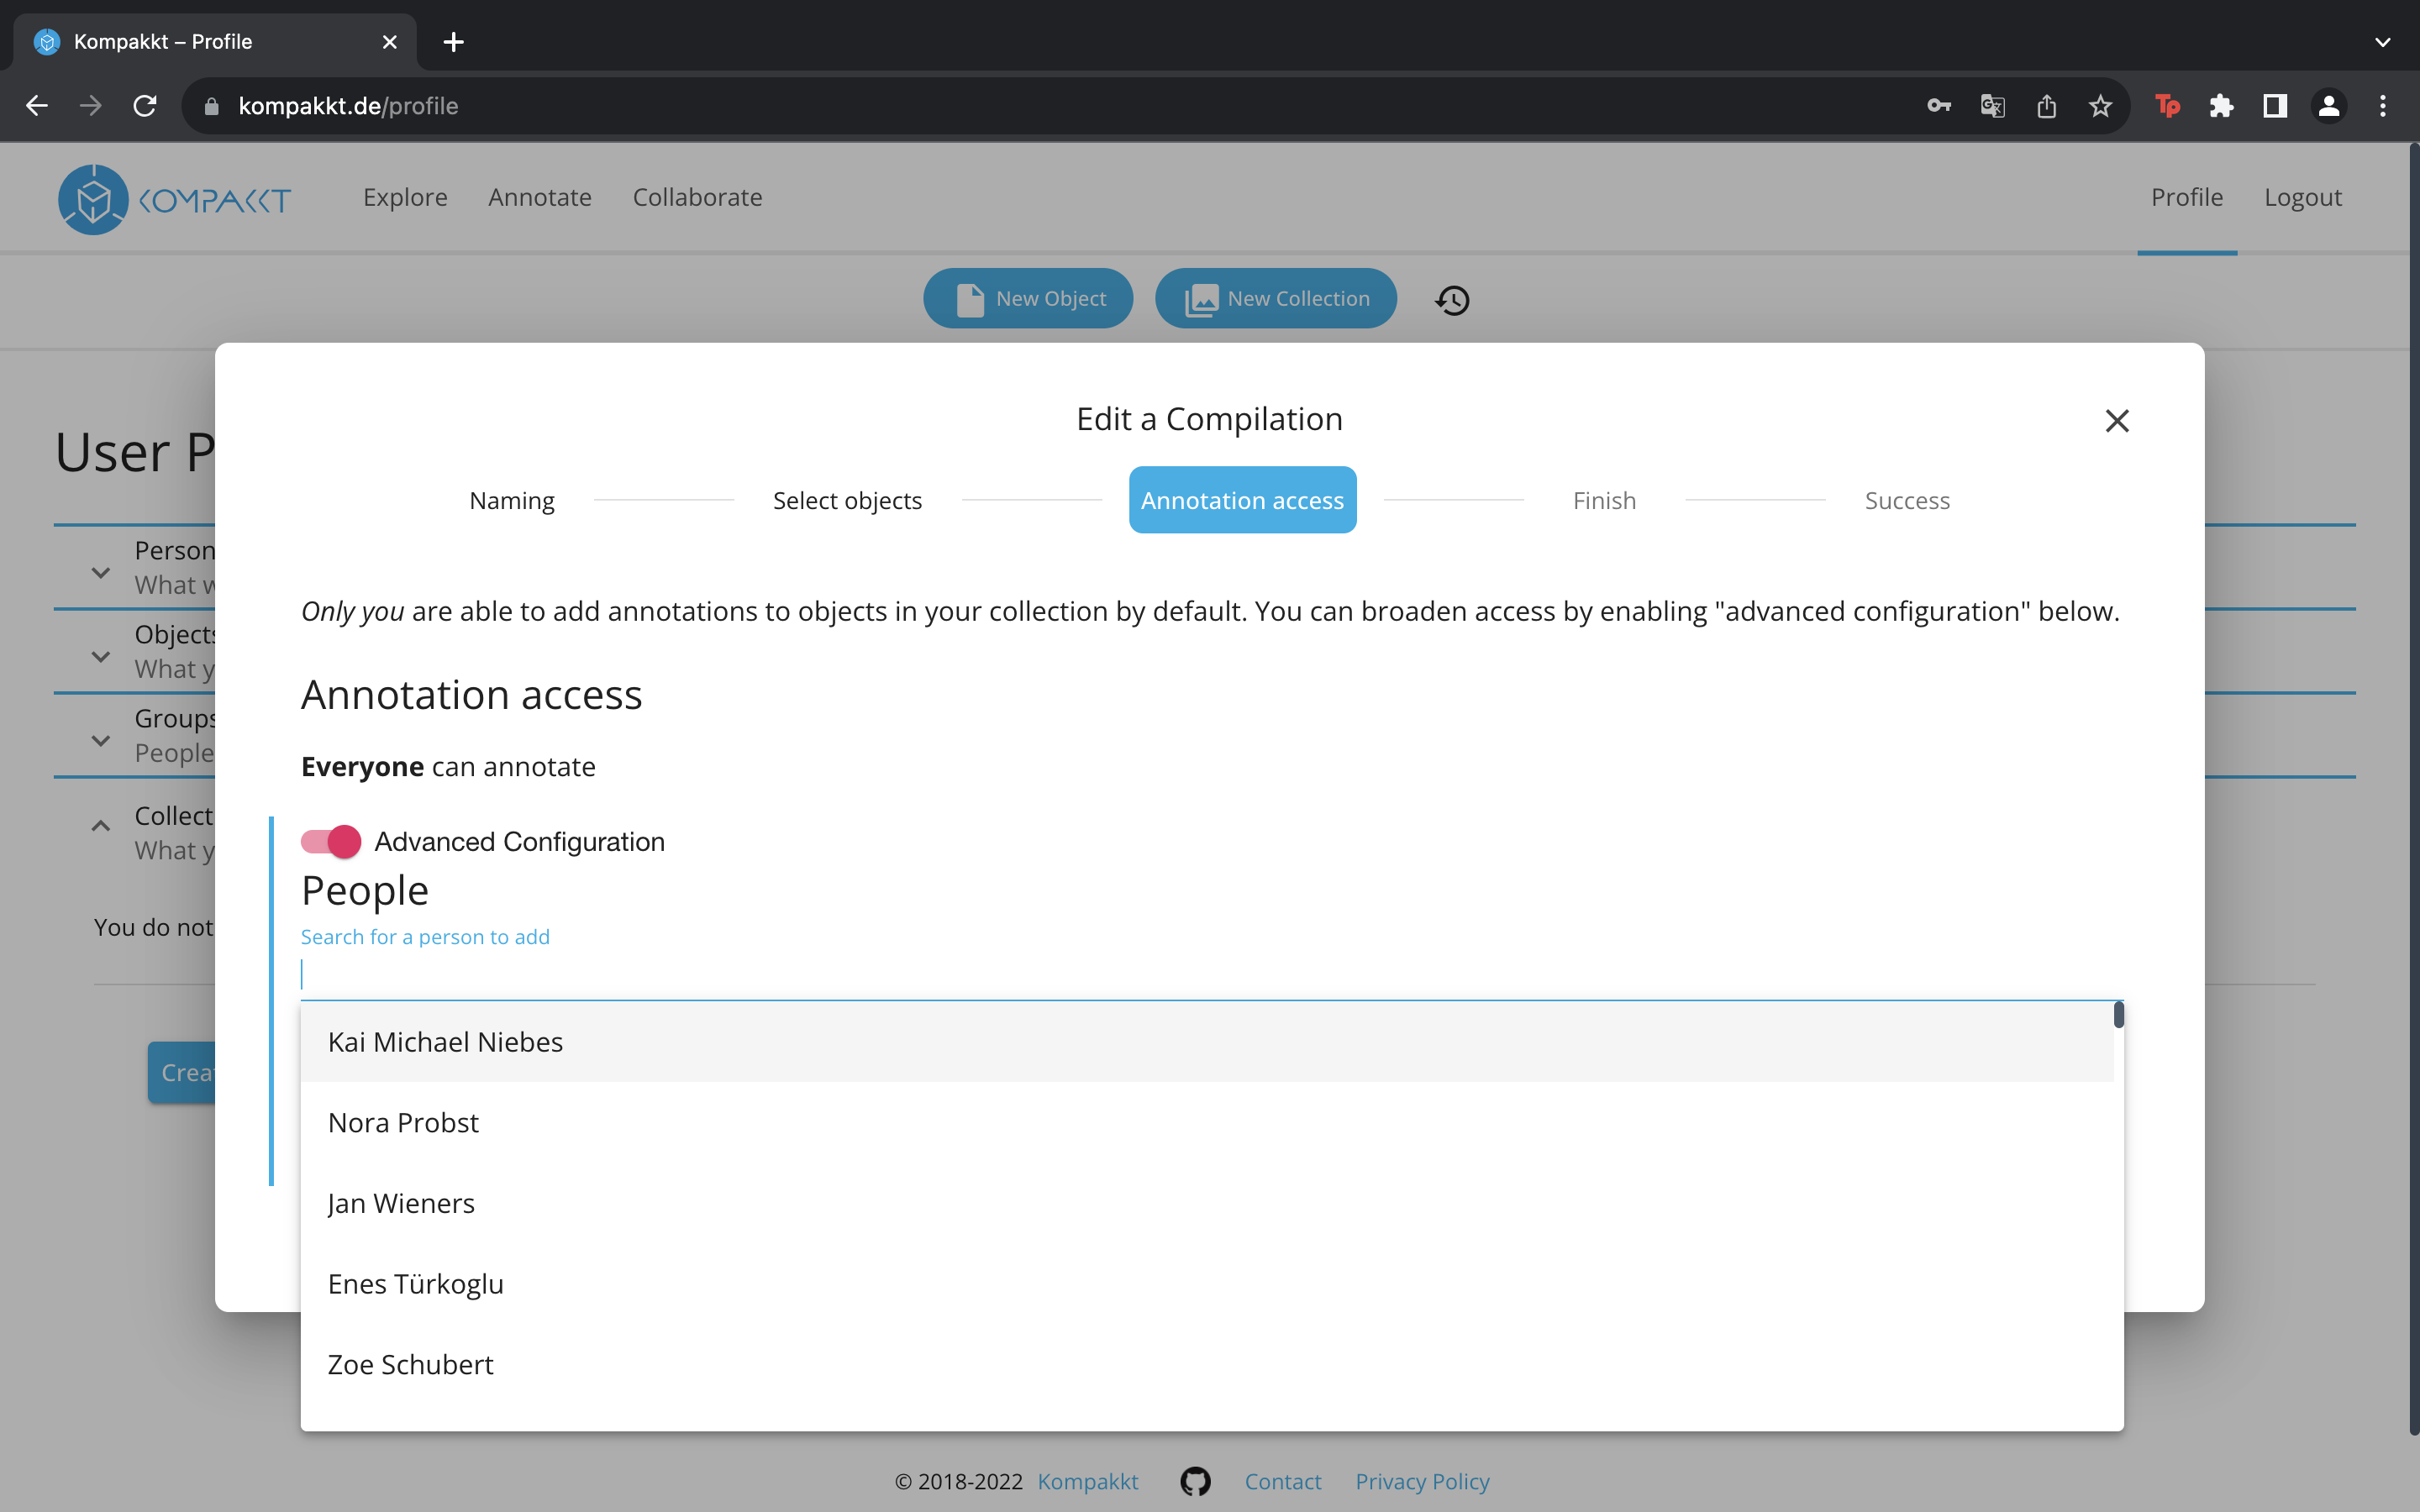 Kompakkt – Profile
kompakkt.de/profile
KOMPAKKT
Explore
Annotate
Collaborate
Profile
Logout
New Object
New Collection
User P
Person
What w
Objects
What y
Groups
People
Collect
What y
You do not
Creat
Edit a Compilation
Naming
Select objects
Annotation access
Finish
Success
Only you are able to add annotations to objects in your collection by default. You can broaden access by enabling "advanced configuration" below.
Annotation access
Everyone can annotate
Advanced Configuration
People
Search for a person to add
Kai Michael Niebes
Nora Probst
Jan Wieners
Enes Türkoglu
Zoe Schubert
© 2018-2022 Kompakkt
Contact
Privacy Policy